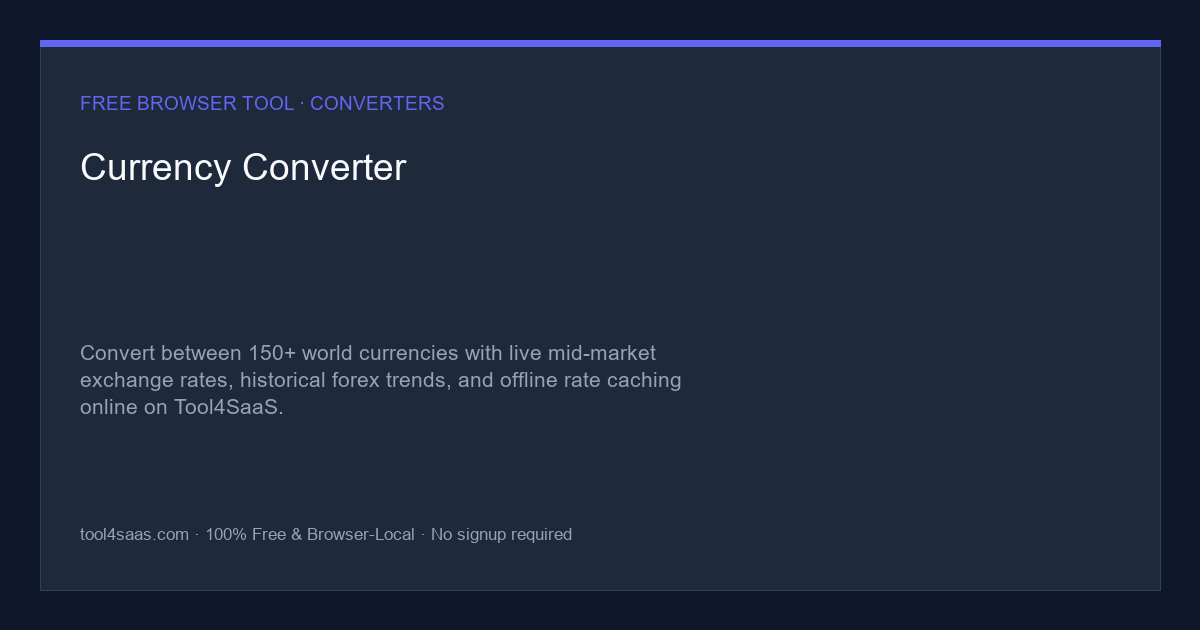 FREE BROWSER TOOL · CONVERTERS
Currency Converter
Convert between 150+ world currencies with live mid-market
exchange rates, historical forex trends, and offline rate caching
online on Tool4SaaS.
tool4saas.com · 100% Free & Browser-Local · No signup required